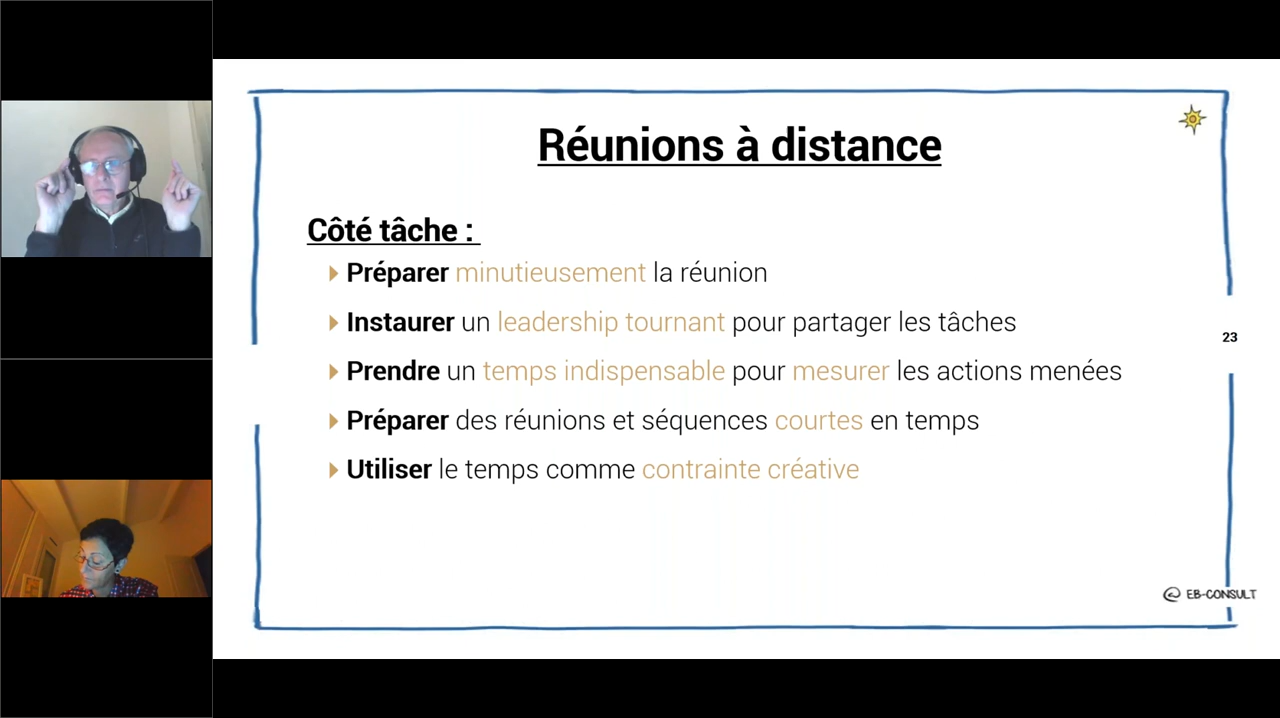 Réunions à distance
Côté tâche :
Préparer minutieusement la réunion
Instaurer un leadership tournant pour partager les tâches
23
Prendre un temps indispensable pour mesurer les actions menées
Préparer des réunions et séquences courtes en temps
Utiliser le temps comme contrainte créative
@ EB-CONSULT